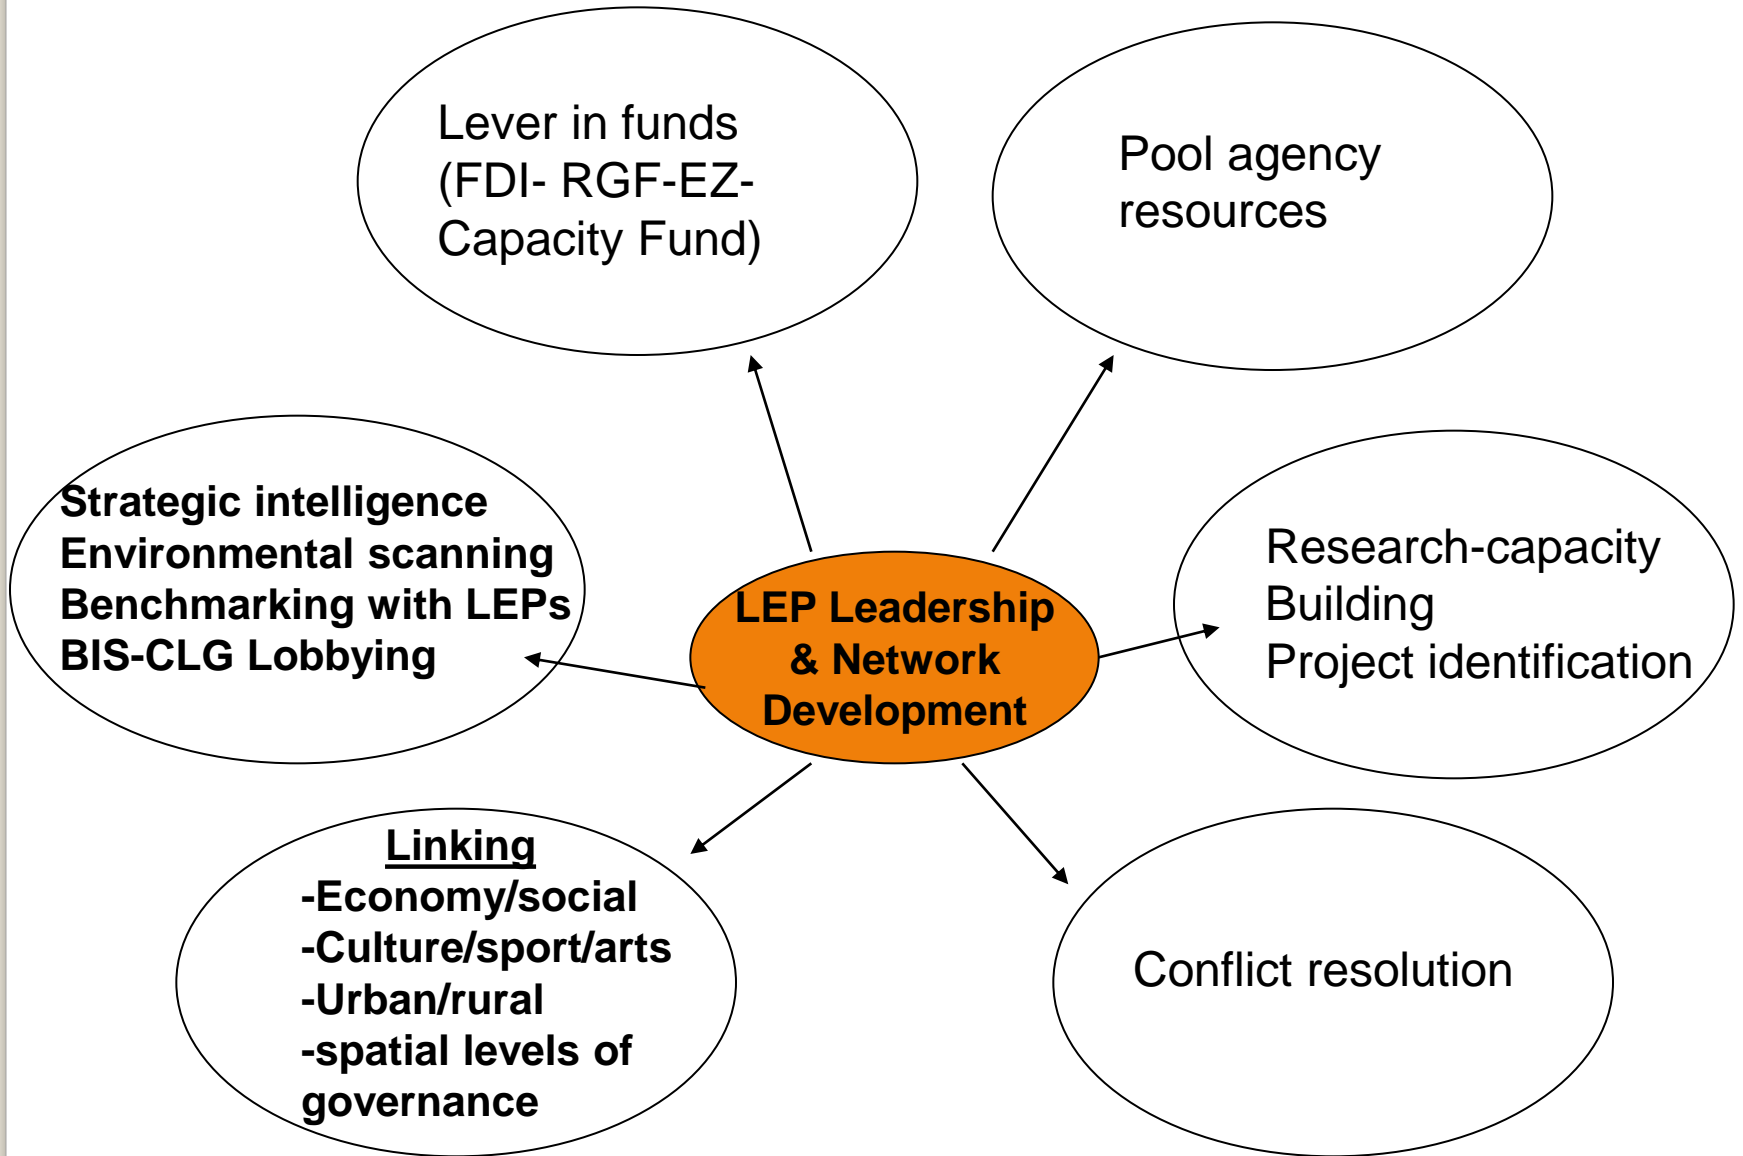 Lever in funds
(FDI- RGF-EZ-
Capacity Fund)
Pool agency
resources
Strategic intelligence
Environmental scanning
Benchmarking with LEPs
BIS-CLG Lobbying
LEP Leadership
& Network
Development
Research-capacity
Building
Project identification
Linking
-Economy/social
-Culture/sport/arts
-Urban/rural
-spatial levels of
governance
Conflict resolution